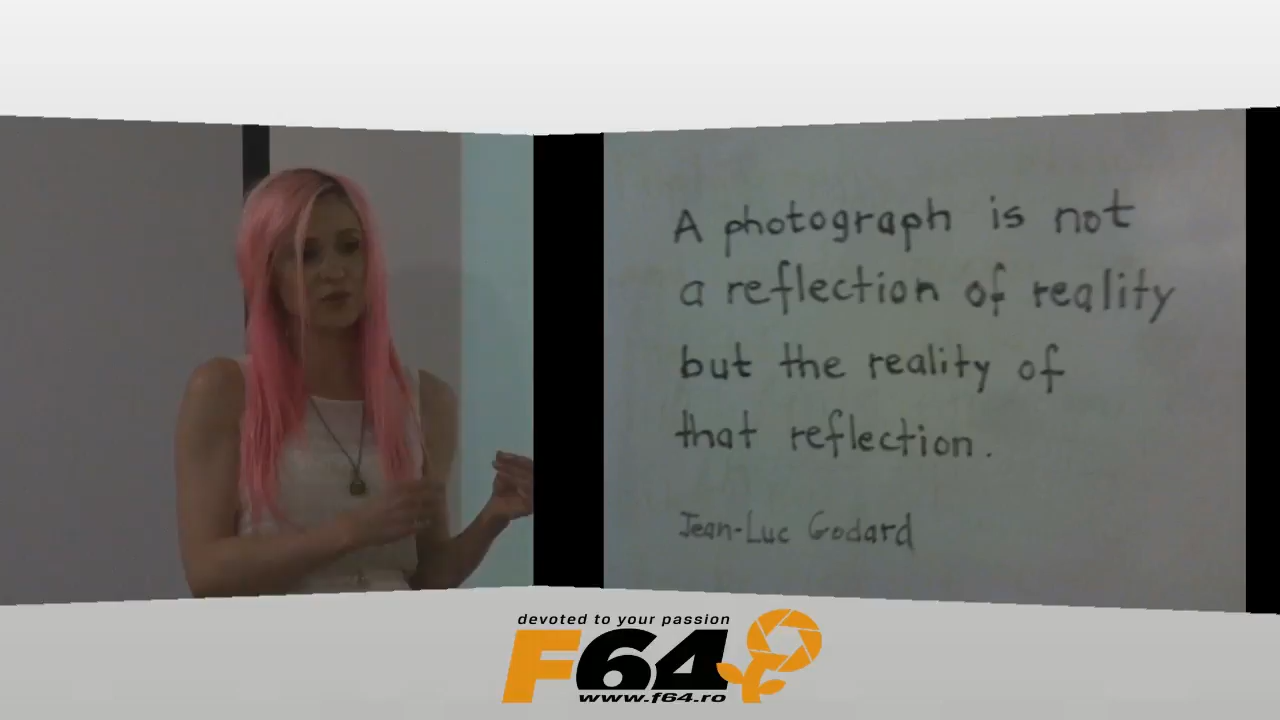 A photograph is not
a reflection of reality
but the reality of
that reflection.
Jean-Luc Godard
devoted to your passion
F64
www.f64.ro